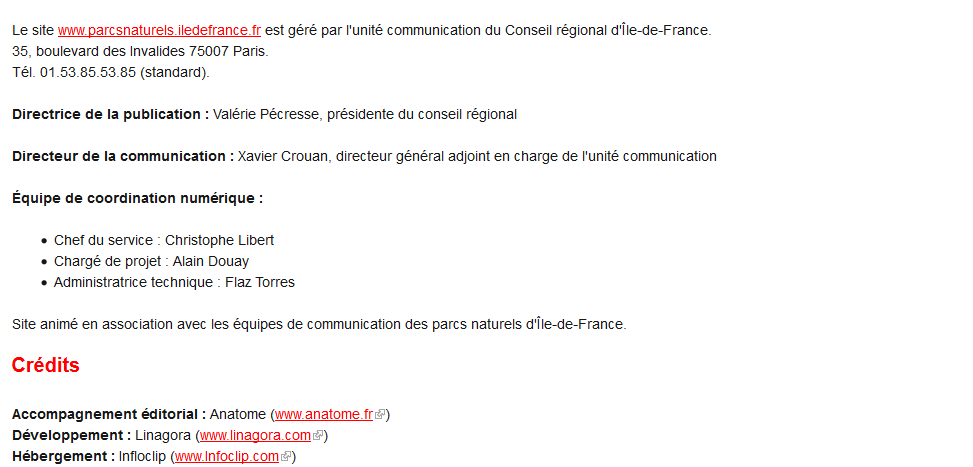 Le site www.parcsnaturels.iledefrance.fr est géré par l'unité communication du Conseil régional d'Île-de-France.
35, boulevard des Invalides 75007 Paris.
Tél. 01.53.85.53.85 (standard).
Directrice de la publication : Valérie Pécresse, présidente du conseil régional
Directeur de la communication : Xavier Crouan, directeur général adjoint en charge de l'unité communication
Équipe de coordination numérique :
• Chef du service : Christophe Libert
• Chargé de projet : Alain Douay
• Administratrice technique : Flaz Torres
Site animé en association avec les équipes de communication des parcs naturels d'Île-de-France.
Crédits
Accompagnement éditorial : Anatome (www.anatome.fr)
Développement : Linagora (www.linagora.com)
Hébergement : Infloclip (www.Infoclip.com)